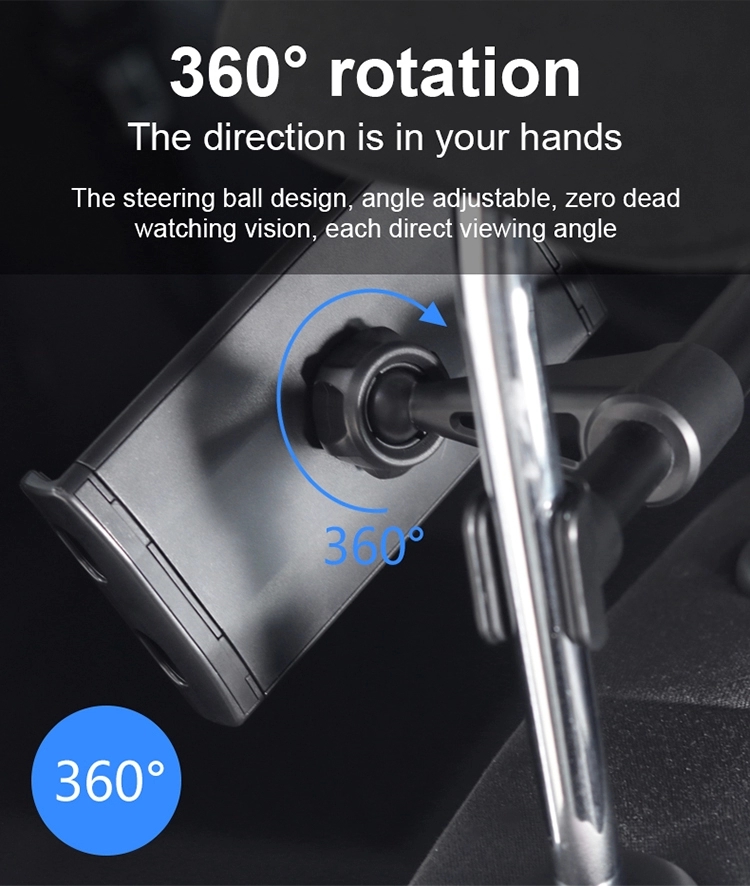 360° rotation
The direction is in your hands
The steering ball design, angle adjustable, zero dead
watching vision, each direct viewing angle
360°
360°